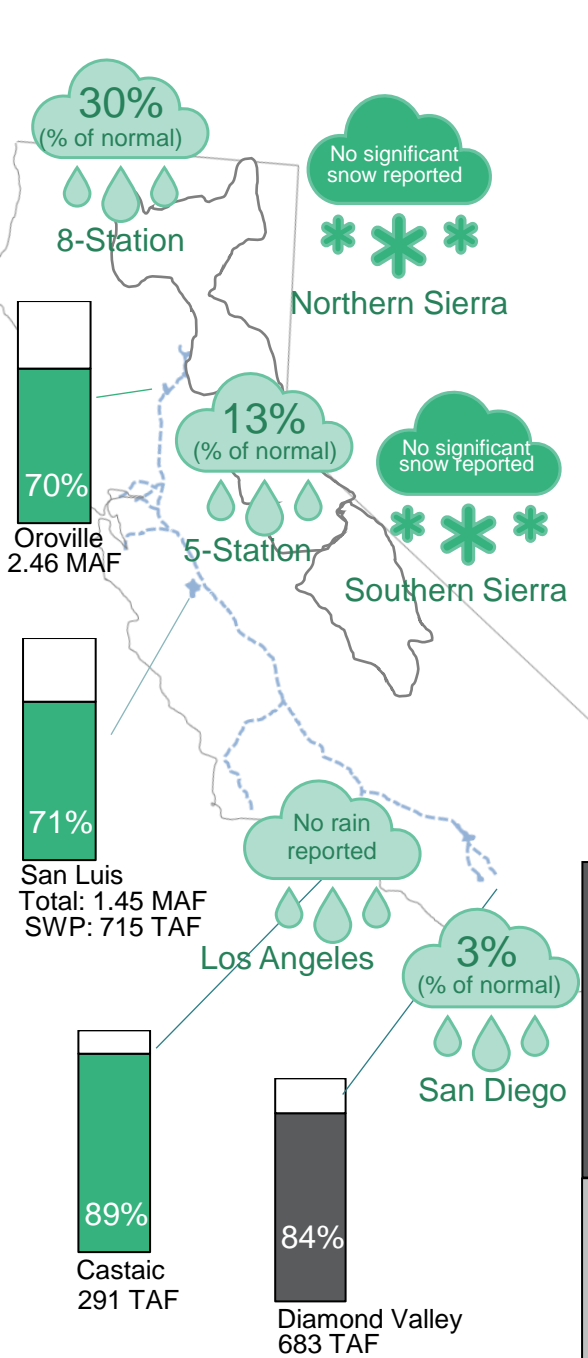 30%
(% of normal)
8-Station
No significant
snow reported
Northern Sierra
70%
Oroville
2.46 MAF
13%
(% of normal)
5-Station
No significant
snow reported
Southern Sierra
71%
San Luis
Total: 1.45 MAF
SWP: 715 TAF
No rain
reported
Los Angeles
3%
(% of normal)
San Diego
89%
Castaic
291 TAF
84%
Diamond Valley
683 TAF